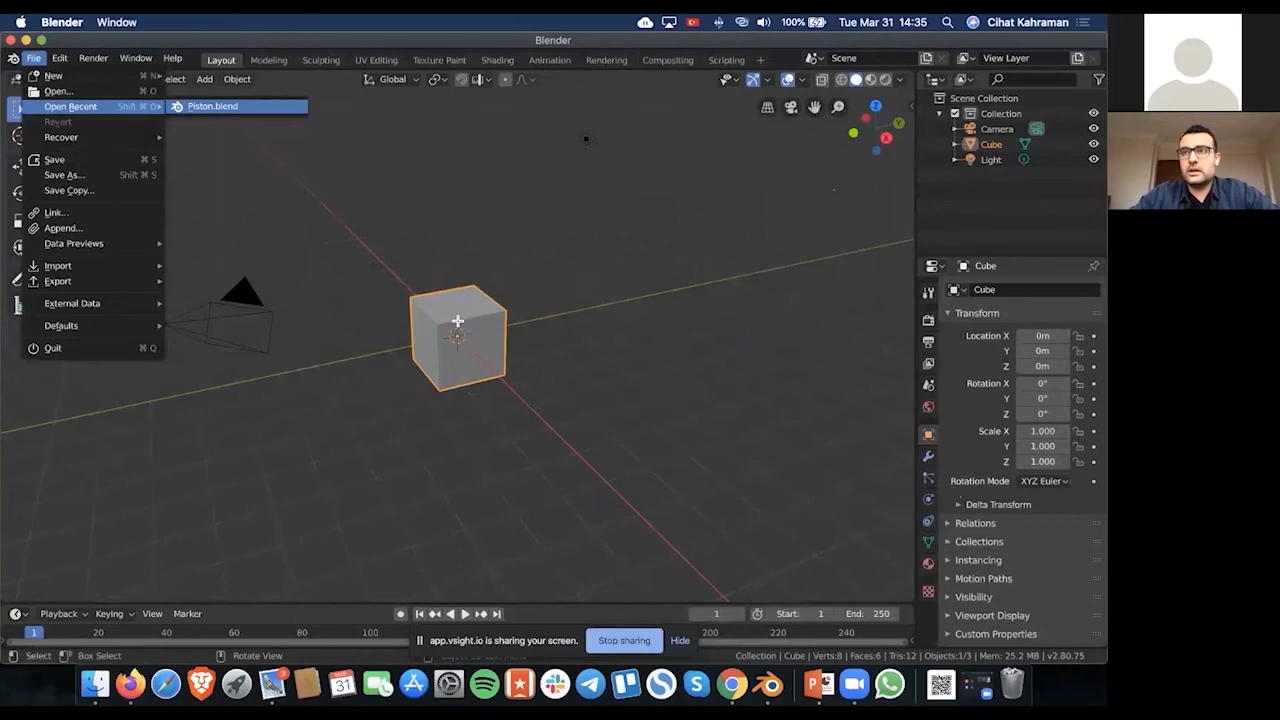 Blender Window 100% Tue Mar 31 14:35 Cihat Kahraman
Blender
File Edit Render Window Help Layout Modeling Sculpting UV Editing Texture Paint Shading Animation Rendering Compositing Scripting + Scene View Layer
New ⌘ N
elect Add Object Global
Open... ⌘ O
Open Recent Shift ⌘ O Piston.blend
Revert
Recover
Save ⌘ S
Save As... Shift ⌘ S
Save Copy...
Link...
Append...
Data Previews
Import
Export
External Data
Defaults
Quit ⌘ Q
Z
Y
X
Scene Collection
Collection
Camera
Cube
Light
Cube
Cube
Transform
Location X 0m
Y 0m
Z 0m
Rotation X 0°
Y 0°
Z 0°
Scale X 1.000
Y 1.000
Z 1.000
Rotation Mode XYZ Euler
Delta Transform
Relations
Collections
Instancing
Motion Paths
Visibility
Viewport Display
Custom Properties
Playback Keying View Marker 1 Start: 1 End: 250
1 20 40 60 80 100 200 220 240
app.vsight.io is sharing your screen. Stop sharing Hide
Select Box Select Rotate View Collection | Cube | Verts:8 | Faces:6 | Tris:12 | Objects:1/3 | Mem: 25.2 MB | v2.80.75
3
31